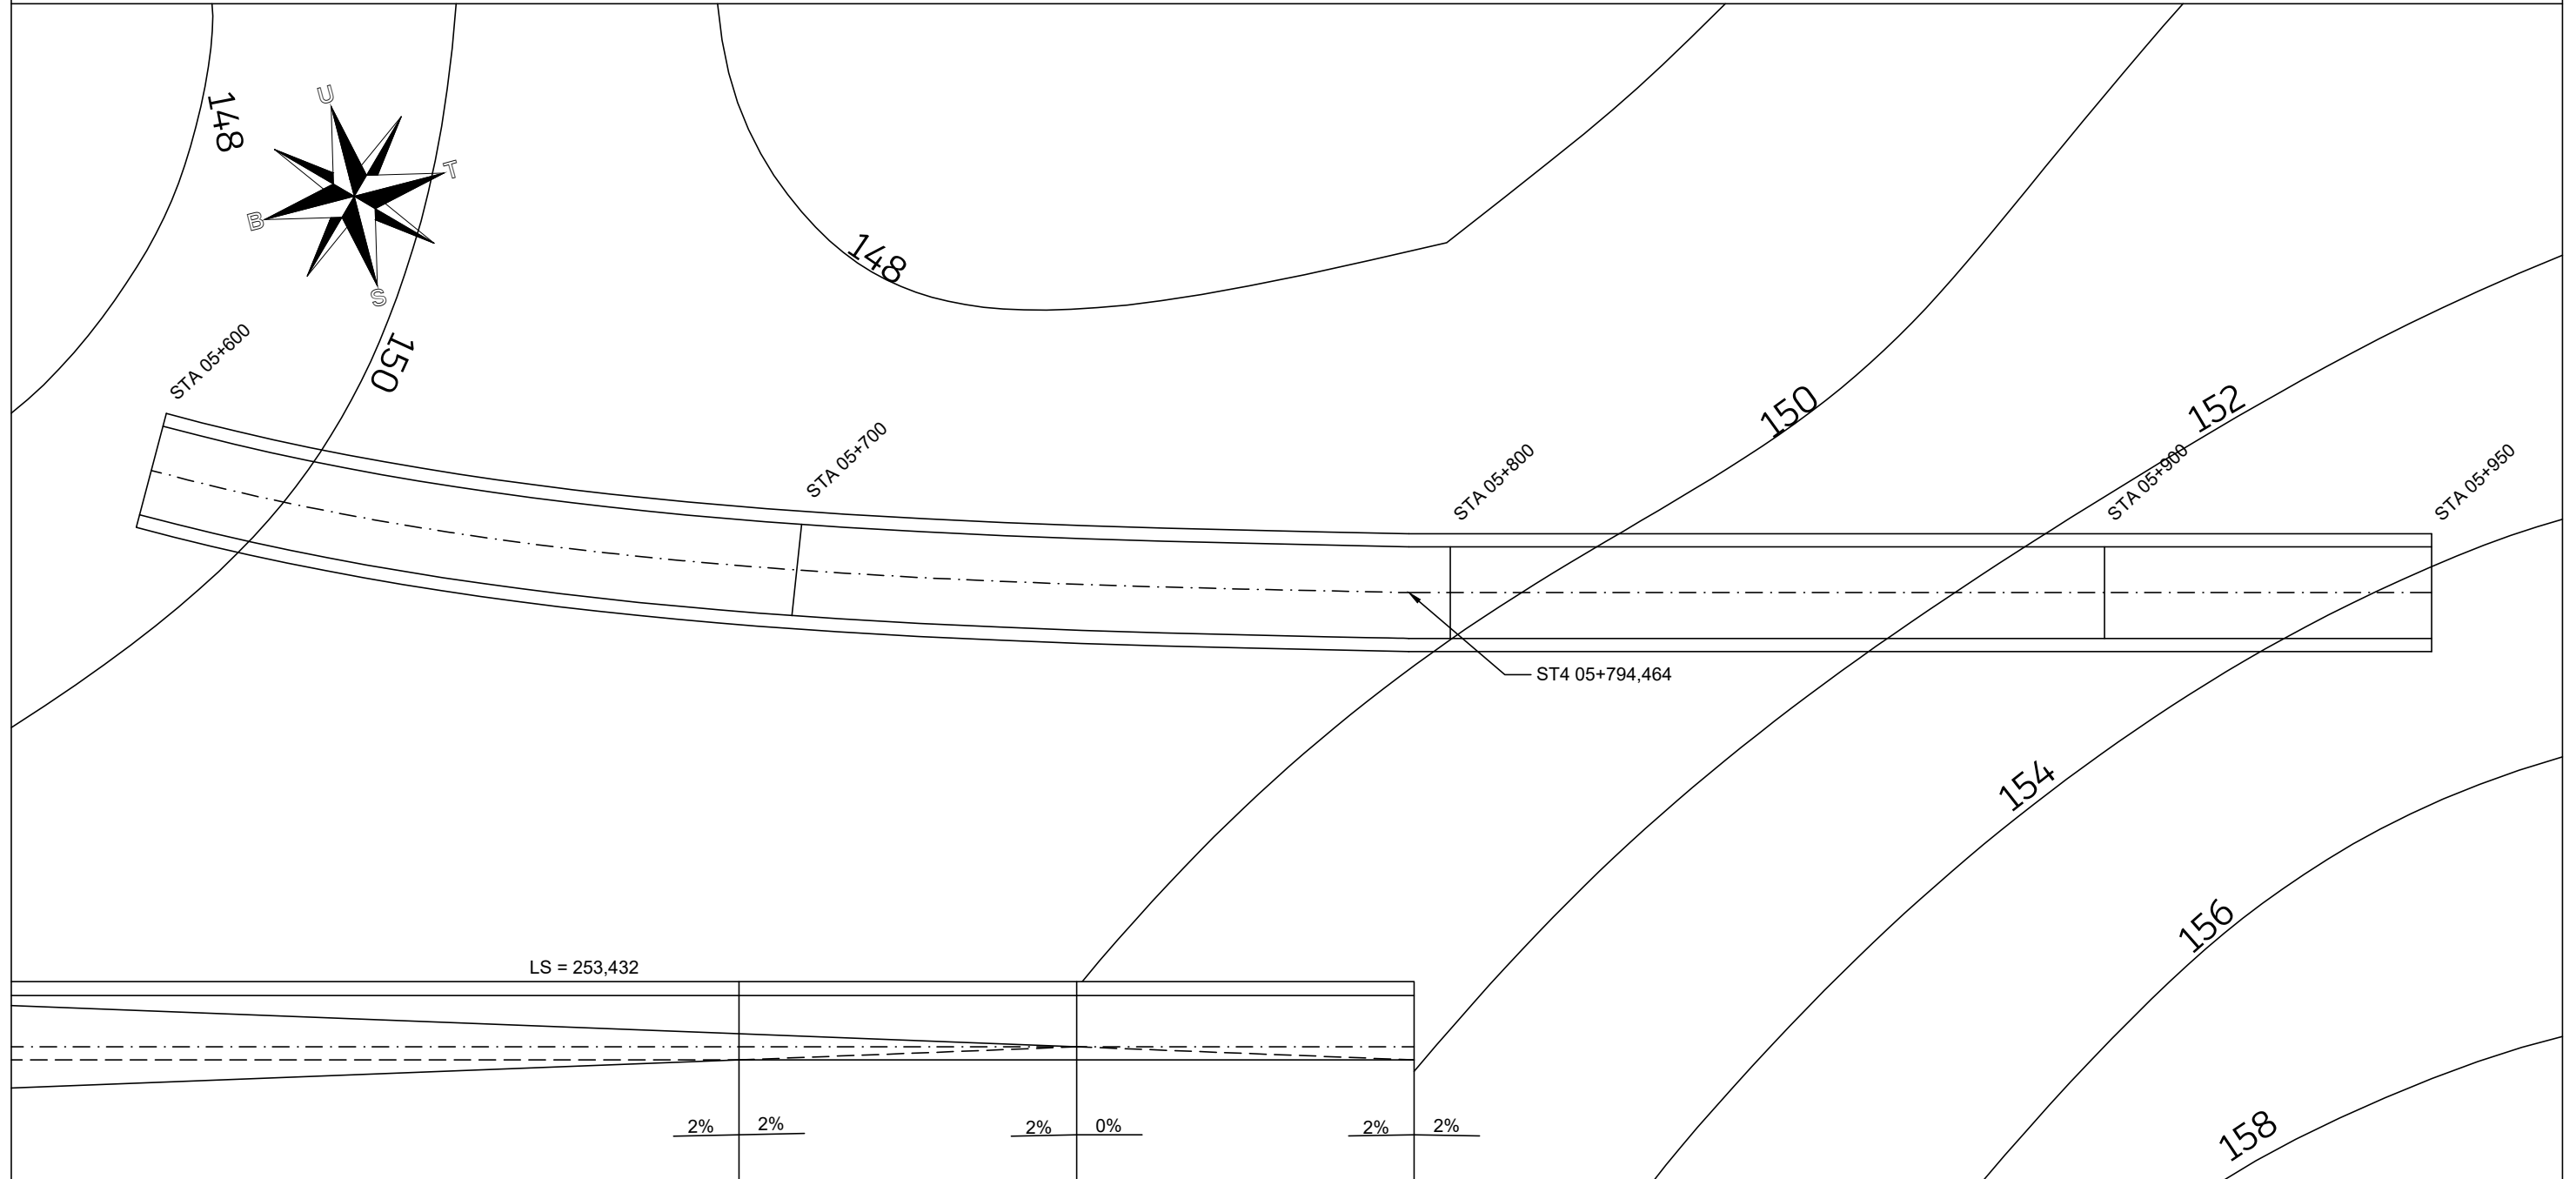 U
148
T
B
148
S
STA 05+600
150
150
152
STA 05+700
STA 05+800
STA 05+900
STA 05+950
ST4 05+794,464
154
156
LS = 253,432
2% 2%
2% 0%
2% 2%
158